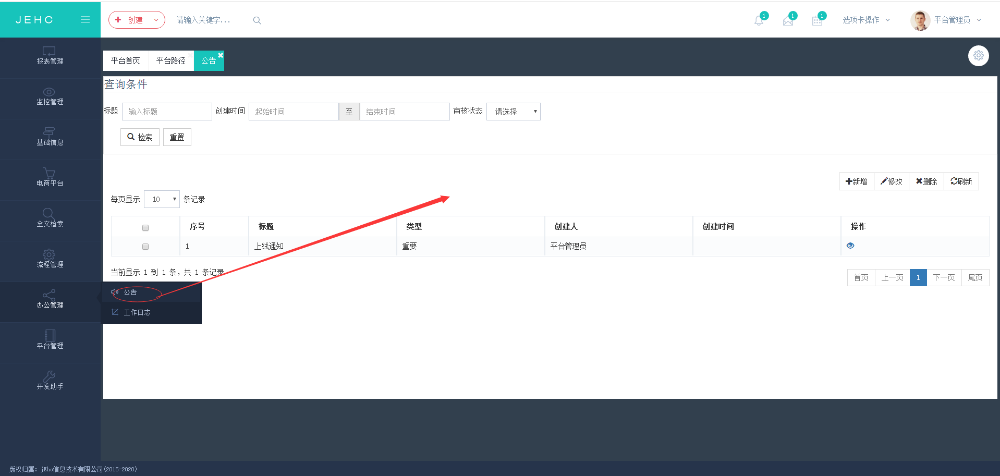 JEHC
创建
请输入关键字...
1
1
1
选项卡操作
平台管理员
报表管理
监控管理
基础信息
电商平台
全文检索
流程管理
办公管理
平台管理
开发助手
平台首页
平台路径
公告
查询条件
标题 输入标题 创建时间 起始时间 至 结束时间 审核状态 请选择
检索 重置
新增 修改 删除 刷新
每页显示 10 条记录
序号 标题 类型 创建人 创建时间 操作
1 上线通知 重要 平台管理员
当前显示 1 到 1 条，共 1 条记录
首页 上一页 1 下一页 尾页
公告
工作日志
版权归属：jEhc信息技术有限公司(2015-2020)